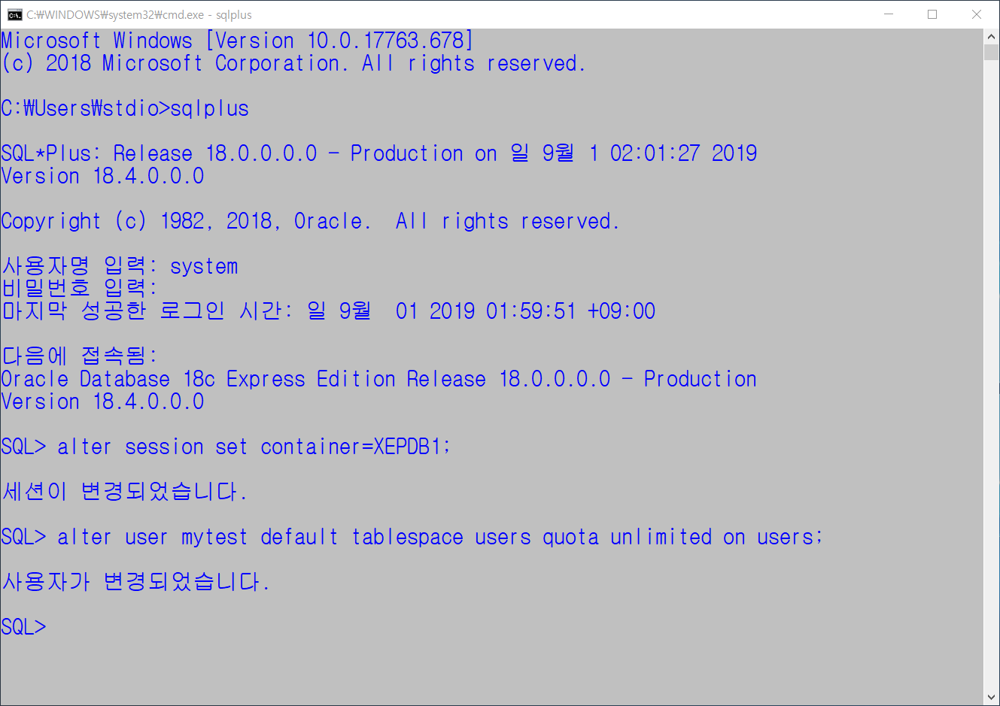 C:₩WINDOWS₩system32₩cmd.exe - sqlplus
Microsoft Windows [Version 10.0.17763.678]
(c) 2018 Microsoft Corporation. All rights reserved.
C:₩Users₩stdio>sqlplus
SQL*Plus: Release 18.0.0.0.0 - Production on 일 9월 1 02:01:27 2019
Version 18.4.0.0.0
Copyright (c) 1982, 2018, Oracle.  All rights reserved.
사용자명 입력: system
비밀번호 입력:
마지막 성공한 로그인 시간: 일 9월  01 2019 01:59:51 +09:00
다음에 접속됨:
Oracle Database 18c Express Edition Release 18.0.0.0.0 - Production
Version 18.4.0.0.0
SQL> alter session set container=XEPDB1;
세션이 변경되었습니다.
SQL> alter user mytest default tablespace users quota unlimited on users;
사용자가 변경되었습니다.
SQL>